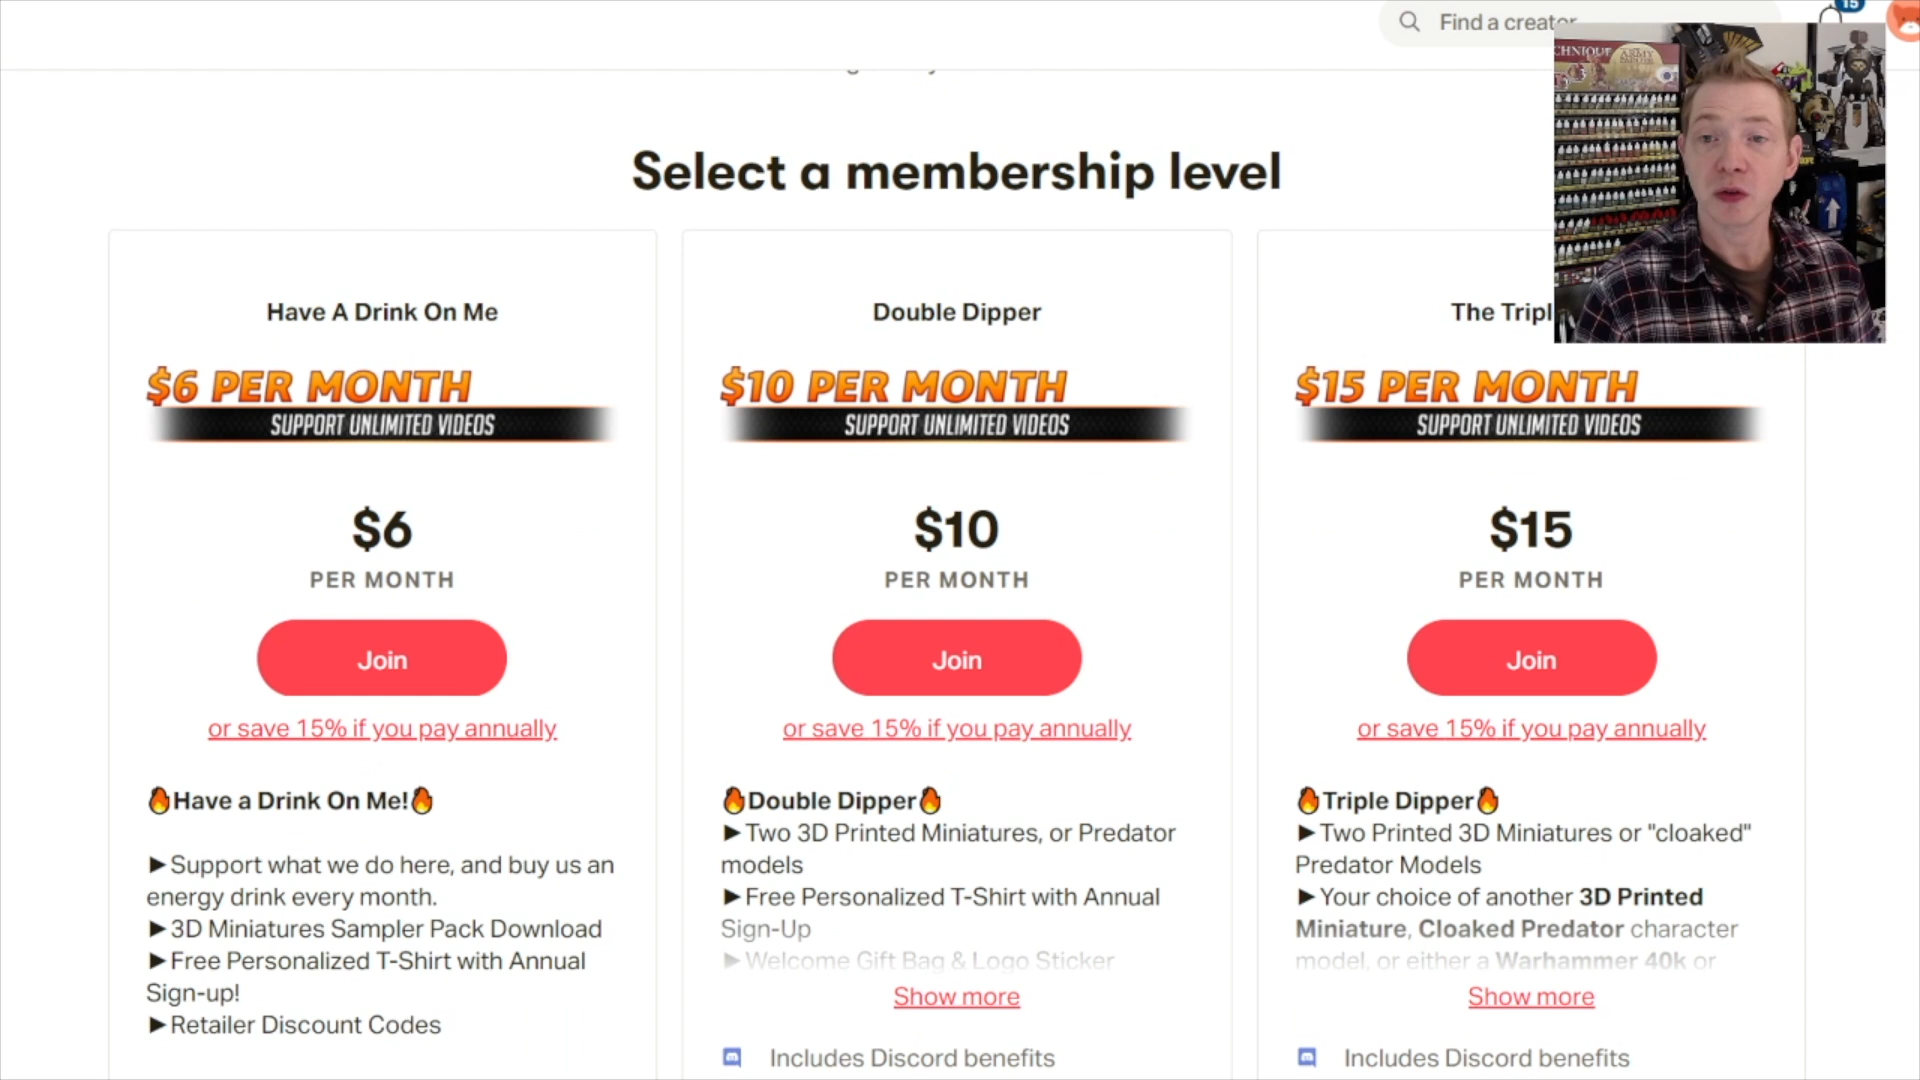 Find a creator
15
CHNIQUE
ARMY
Select a membership level
Have A Drink On Me
$6 PER MONTH
SUPPORT UNLIMITED VIDEOS
$6
PER MONTH
Join
or save 15% if you pay annually
🔥Have a Drink On Me!🔥
►Support what we do here, and buy us an
energy drink every month.
►3D Miniatures Sampler Pack Download
►Free Personalized T-Shirt with Annual
Sign-up!
►Retailer Discount Codes
Double Dipper
$10 PER MONTH
SUPPORT UNLIMITED VIDEOS
$10
PER MONTH
Join
or save 15% if you pay annually
🔥Double Dipper🔥
►Two 3D Printed Miniatures, or Predator
models
►Free Personalized T-Shirt with Annual
Sign-Up
►Welcome Gift Bag & Logo Sticker
Show more
Includes Discord benefits
The Tripl
$15 PER MONTH
SUPPORT UNLIMITED VIDEOS
$15
PER MONTH
Join
or save 15% if you pay annually
🔥Triple Dipper🔥
►Two Printed 3D Miniatures or "cloaked"
Predator Models
►Your choice of another 3D Printed
Miniature, Cloaked Predator character
model, or either a Warhammer 40k or
Show more
Includes Discord benefits